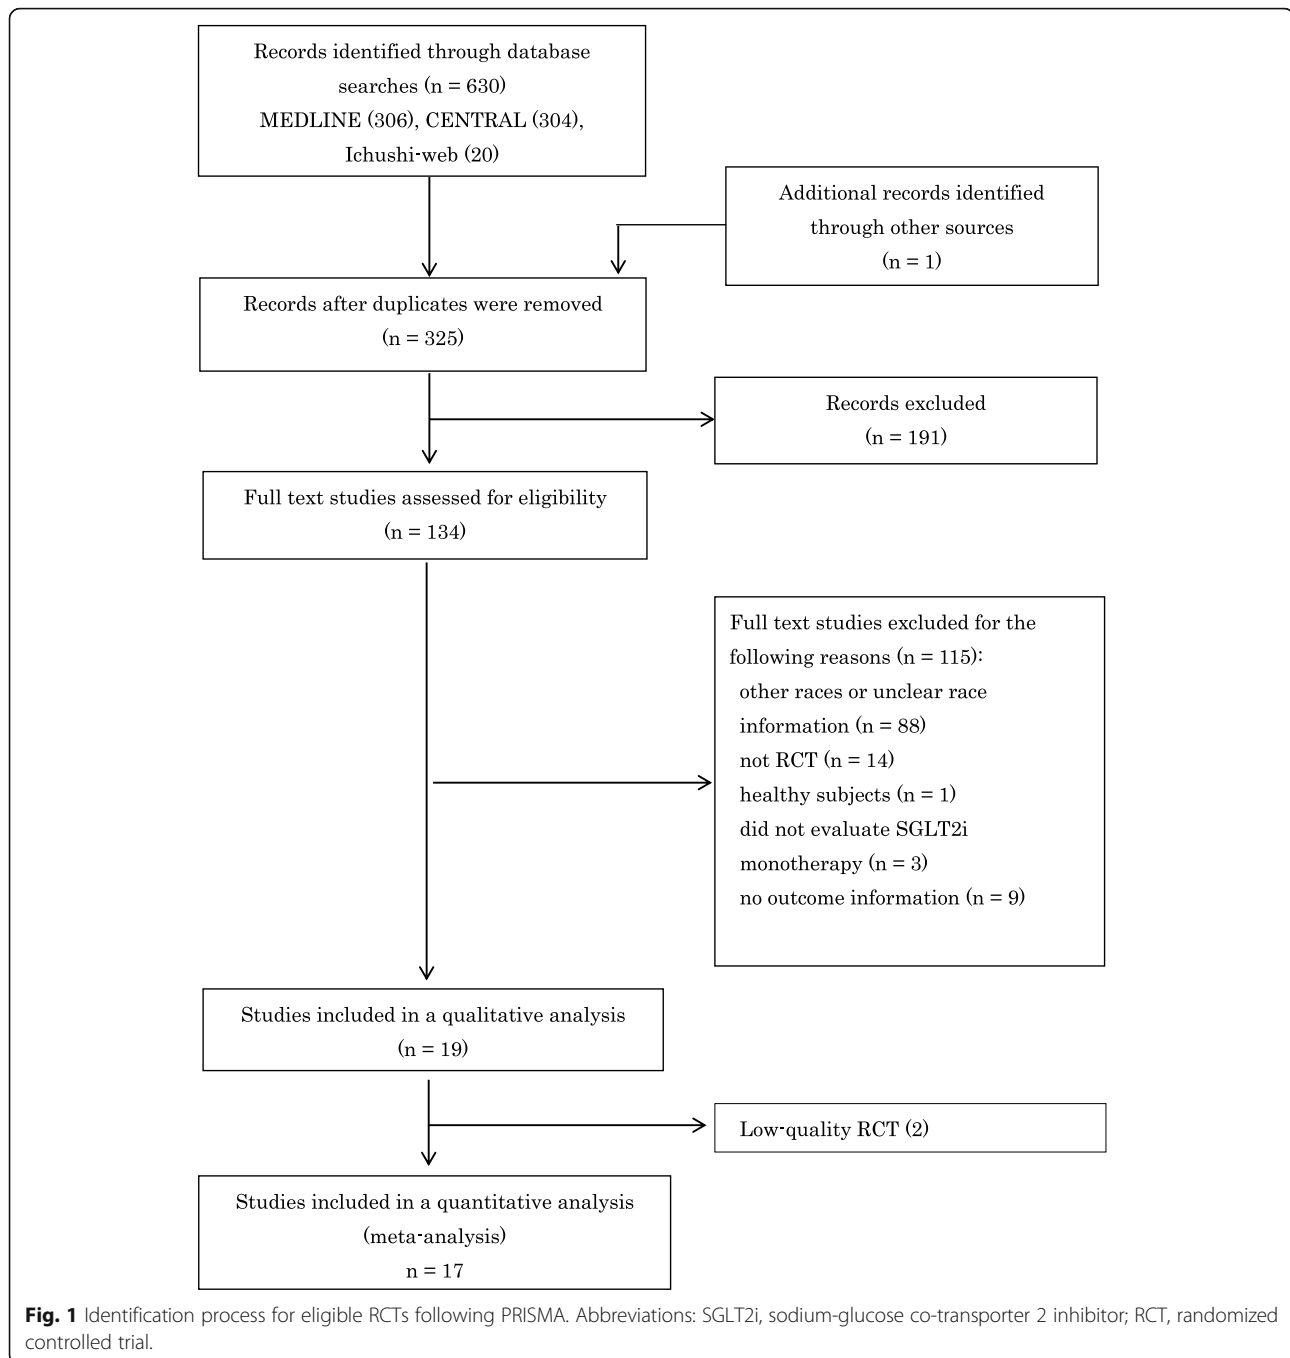 Records identified through database
searches (n = 630)
MEDLINE (306), CENTRAL (304),
Ichushi-web (20)
Additional records identified
through other sources
(n = 1)
Records after duplicates were removed
(n = 325)
Records excluded
(n = 191)
Full text studies assessed for eligibility
(n = 134)
Full text studies excluded for the
following reasons (n = 115):
other races or unclear race
information (n = 88)
not RCT (n = 14)
healthy subjects (n = 1)
did not evaluate SGLT2i
monotherapy (n = 3)
no outcome information (n = 9)
Studies included in a qualitative analysis
(n = 19)
Low-quality RCT (2)
Studies included in a quantitative analysis
(meta-analysis)
n = 17
Fig. 1 Identification process for eligible RCTs following PRISMA. Abbreviations: SGLT2i, sodium-glucose co-transporter 2 inhibitor; RCT, randomized
controlled trial.